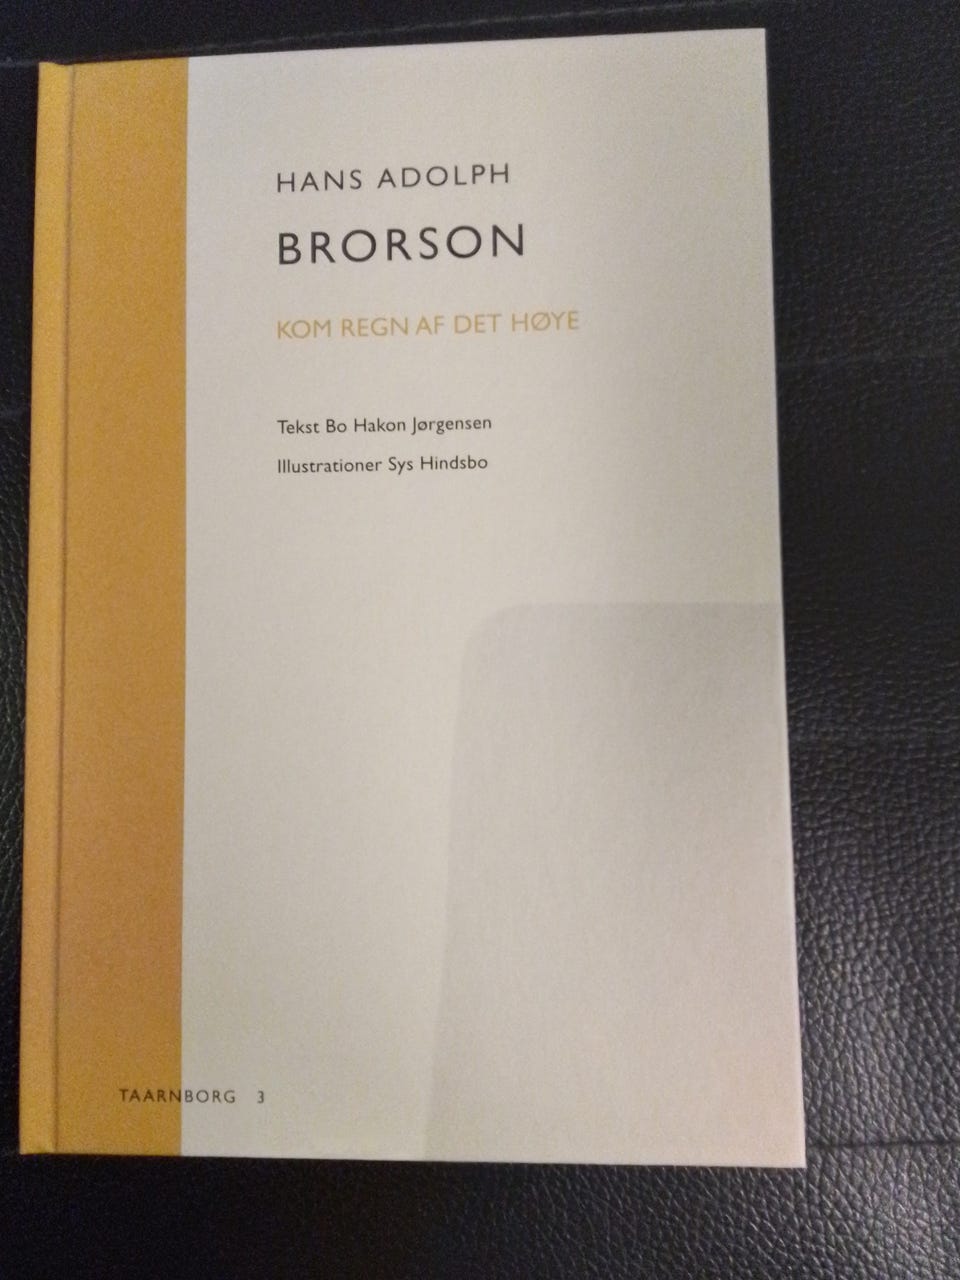 HANS ADOLPH
BRORSON
KOM REGN AF DET HØYE
Tekst Bo Hakon Jørgensen
Illustrationer Sys Hindsbo
TAARNBORG 3